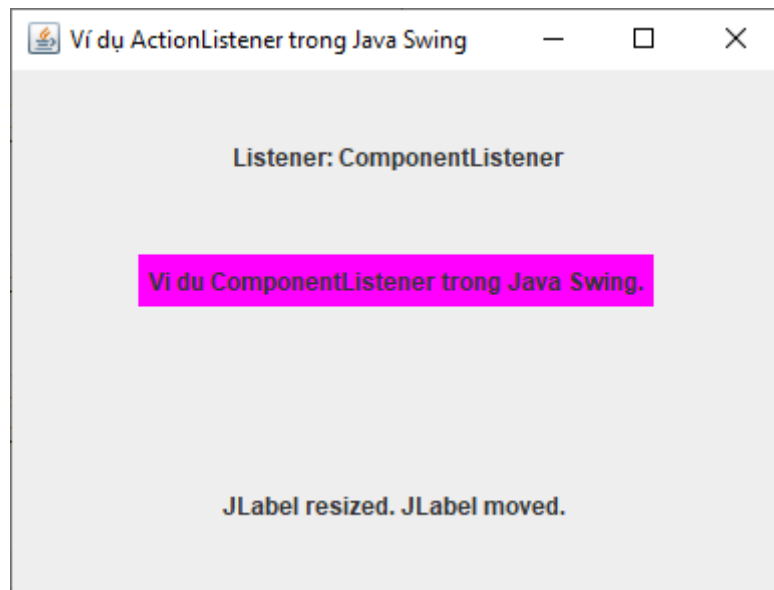 Ví dụ ActionListener trong Java Swing
Listener: ComponentListener
Vi du ComponentListener trong Java Swing.
JLabel resized. JLabel moved.